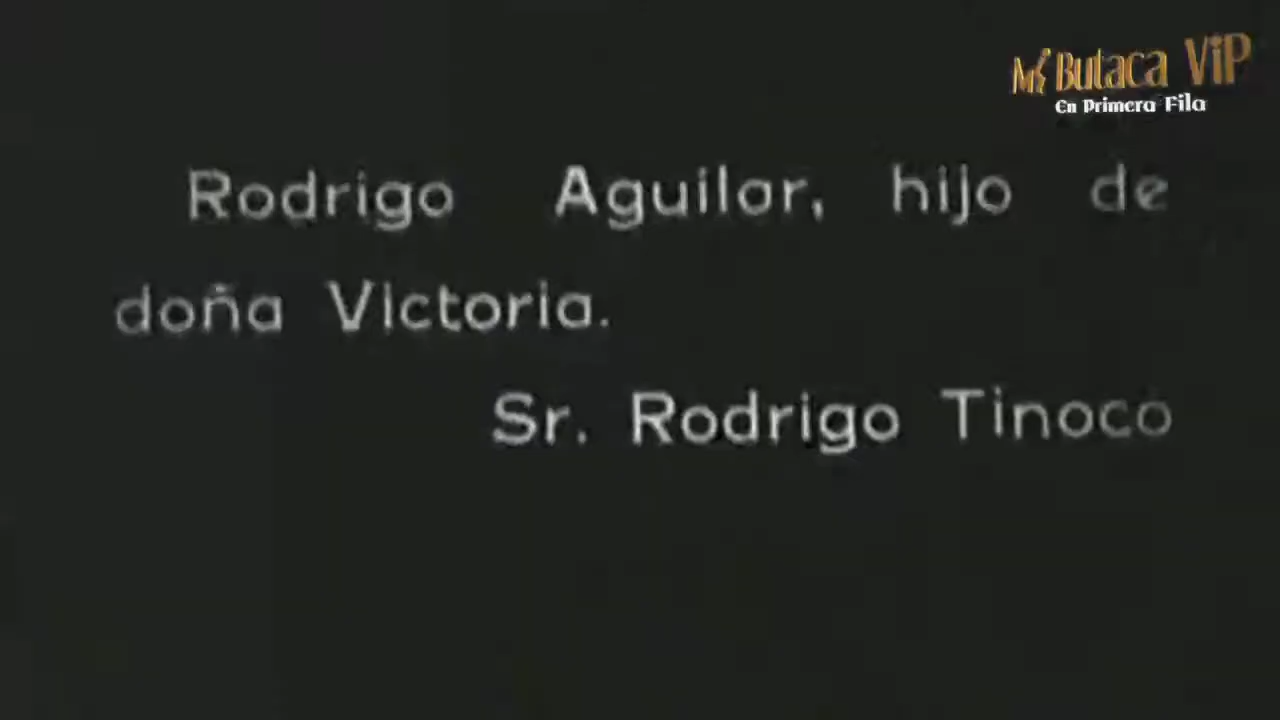 Mi Butaca ViP
En Primera Fila
Rodrigo Aguilar, hijo de
doña Victoria.
Sr. Rodrigo Tinoco